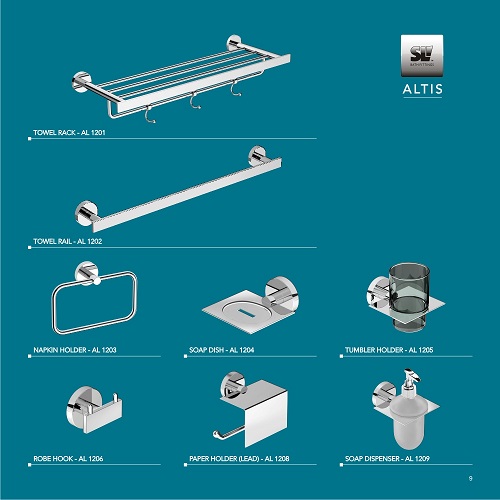 SLI
ALTIS
TOWEL RACK - AL 1201
TOWEL RAIL - AL 1202
NAPKIN HOLDER - AL 1203
SOAP DISH - AL 1204
TUMBLER HOLDER - AL 1205
ROBE HOOK - AL 1206
PAPER HOLDER (LEAD) - AL 1208
SOAP DISPENSER - AL 1209
9